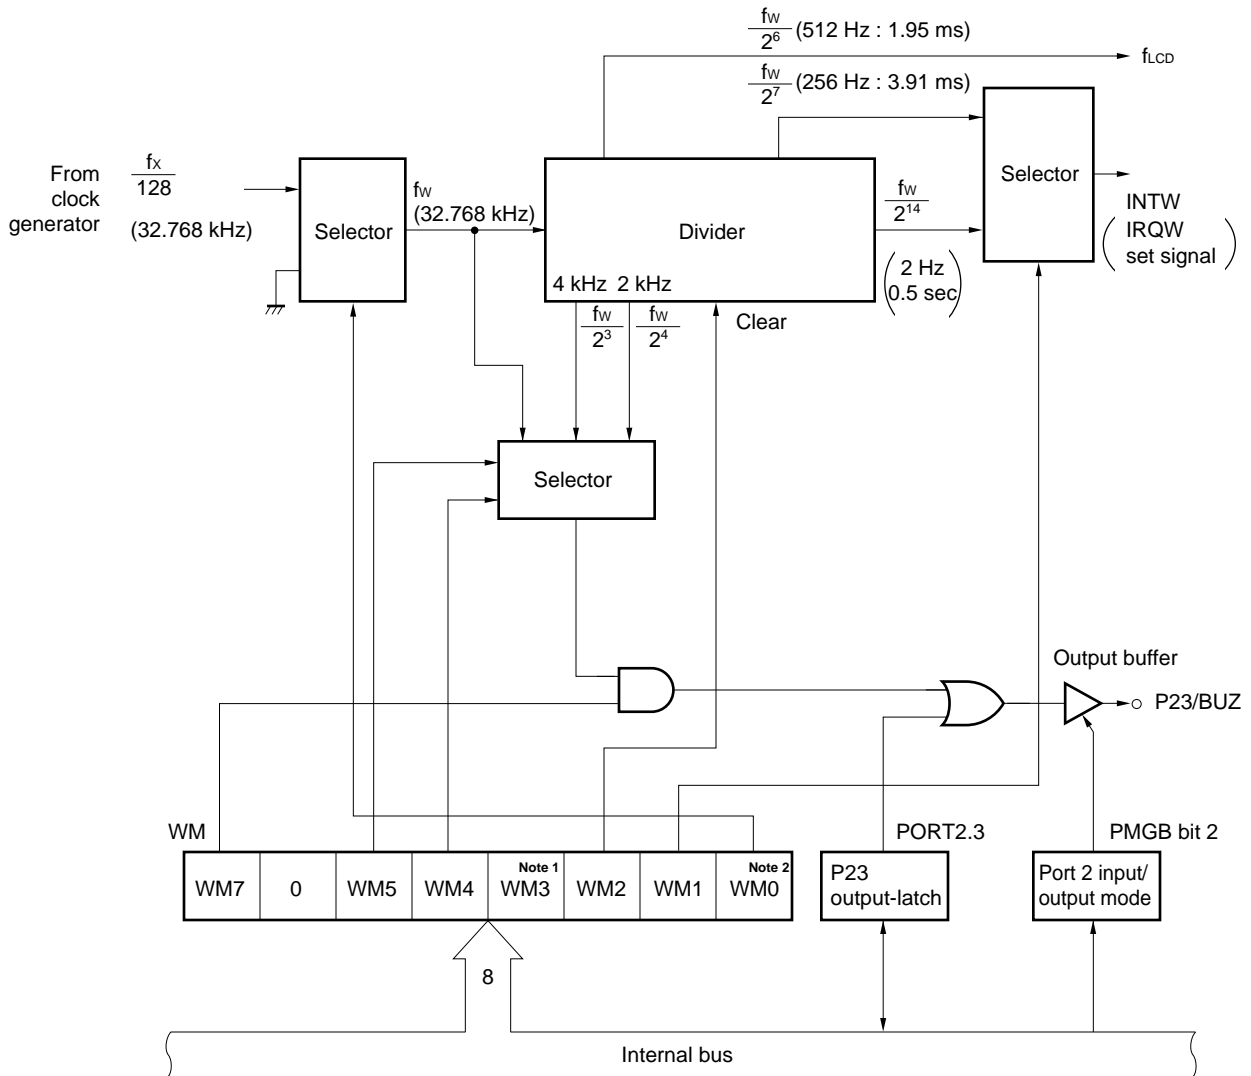 fW
2^6 (512 Hz : 1.95 ms)
fLCD
fW
2^7 (256 Hz : 3.91 ms)
From
clock
generator
fX
128
(32.768 kHz)
Selector
fW
(32.768 kHz)
Divider
4 kHz 2 kHz
fW
2^3
fW
2^4
Clear
fW
2^14
(2 Hz
0.5 sec)
Selector
INTW
(IRQW
set signal)
Selector
Output buffer
P23/BUZ
WM
PORT2.3
PMGB bit 2
WM7
0
WM5
WM4
Note 1
WM3
WM2
WM1
Note 2
WM0
P23
output-latch
Port 2 input/
output mode
8
Internal bus